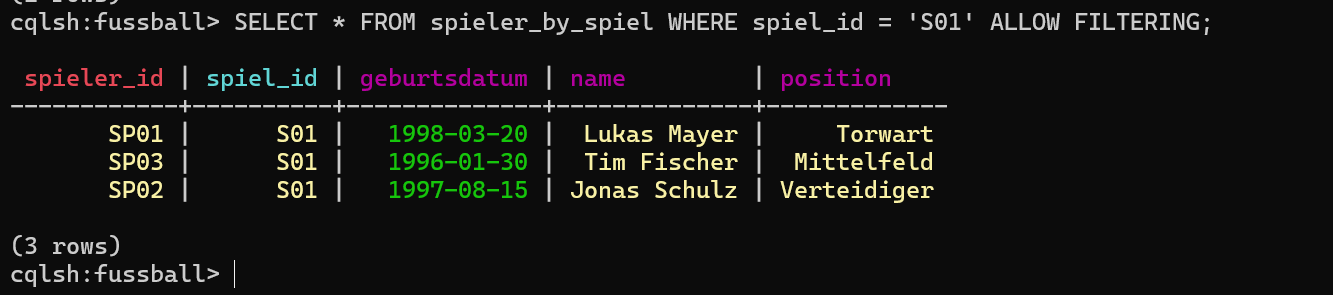 cqlsh:fussball> SELECT * FROM spieler_by_spiel WHERE spiel_id = 'S01' ALLOW FILTERING;
spieler_id | spiel_id | geburtsdatum | name | position
------------+----------+--------------+--------------+-------------
SP01 | S01 | 1998-03-20 | Lukas Mayer | Torwart
SP03 | S01 | 1996-01-30 | Tim Fischer | Mittelfeld
SP02 | S01 | 1997-08-15 | Jonas Schulz | Verteidiger
(3 rows)
cqlsh:fussball>